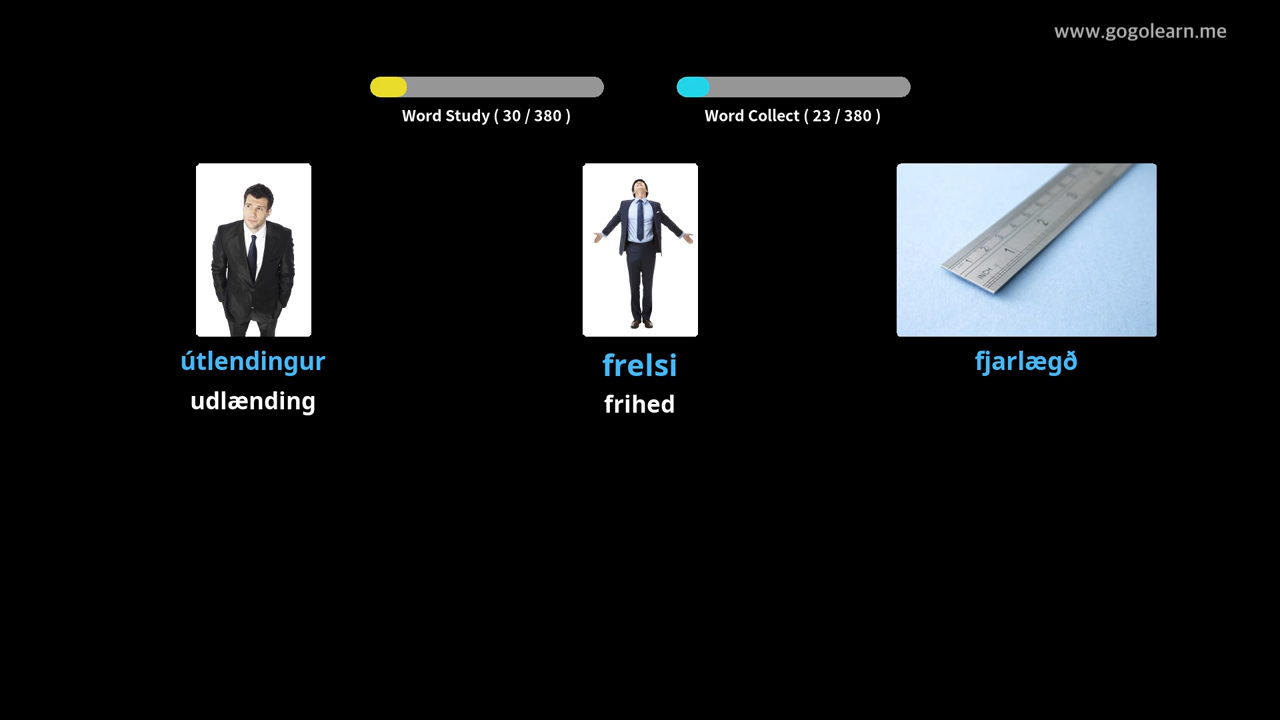 www.gogolearn.me
Word Study ( 30 / 380 )
Word Collect ( 23 / 380 )
útlendingur
udlænding
frelsi
frihed
fjarlægð